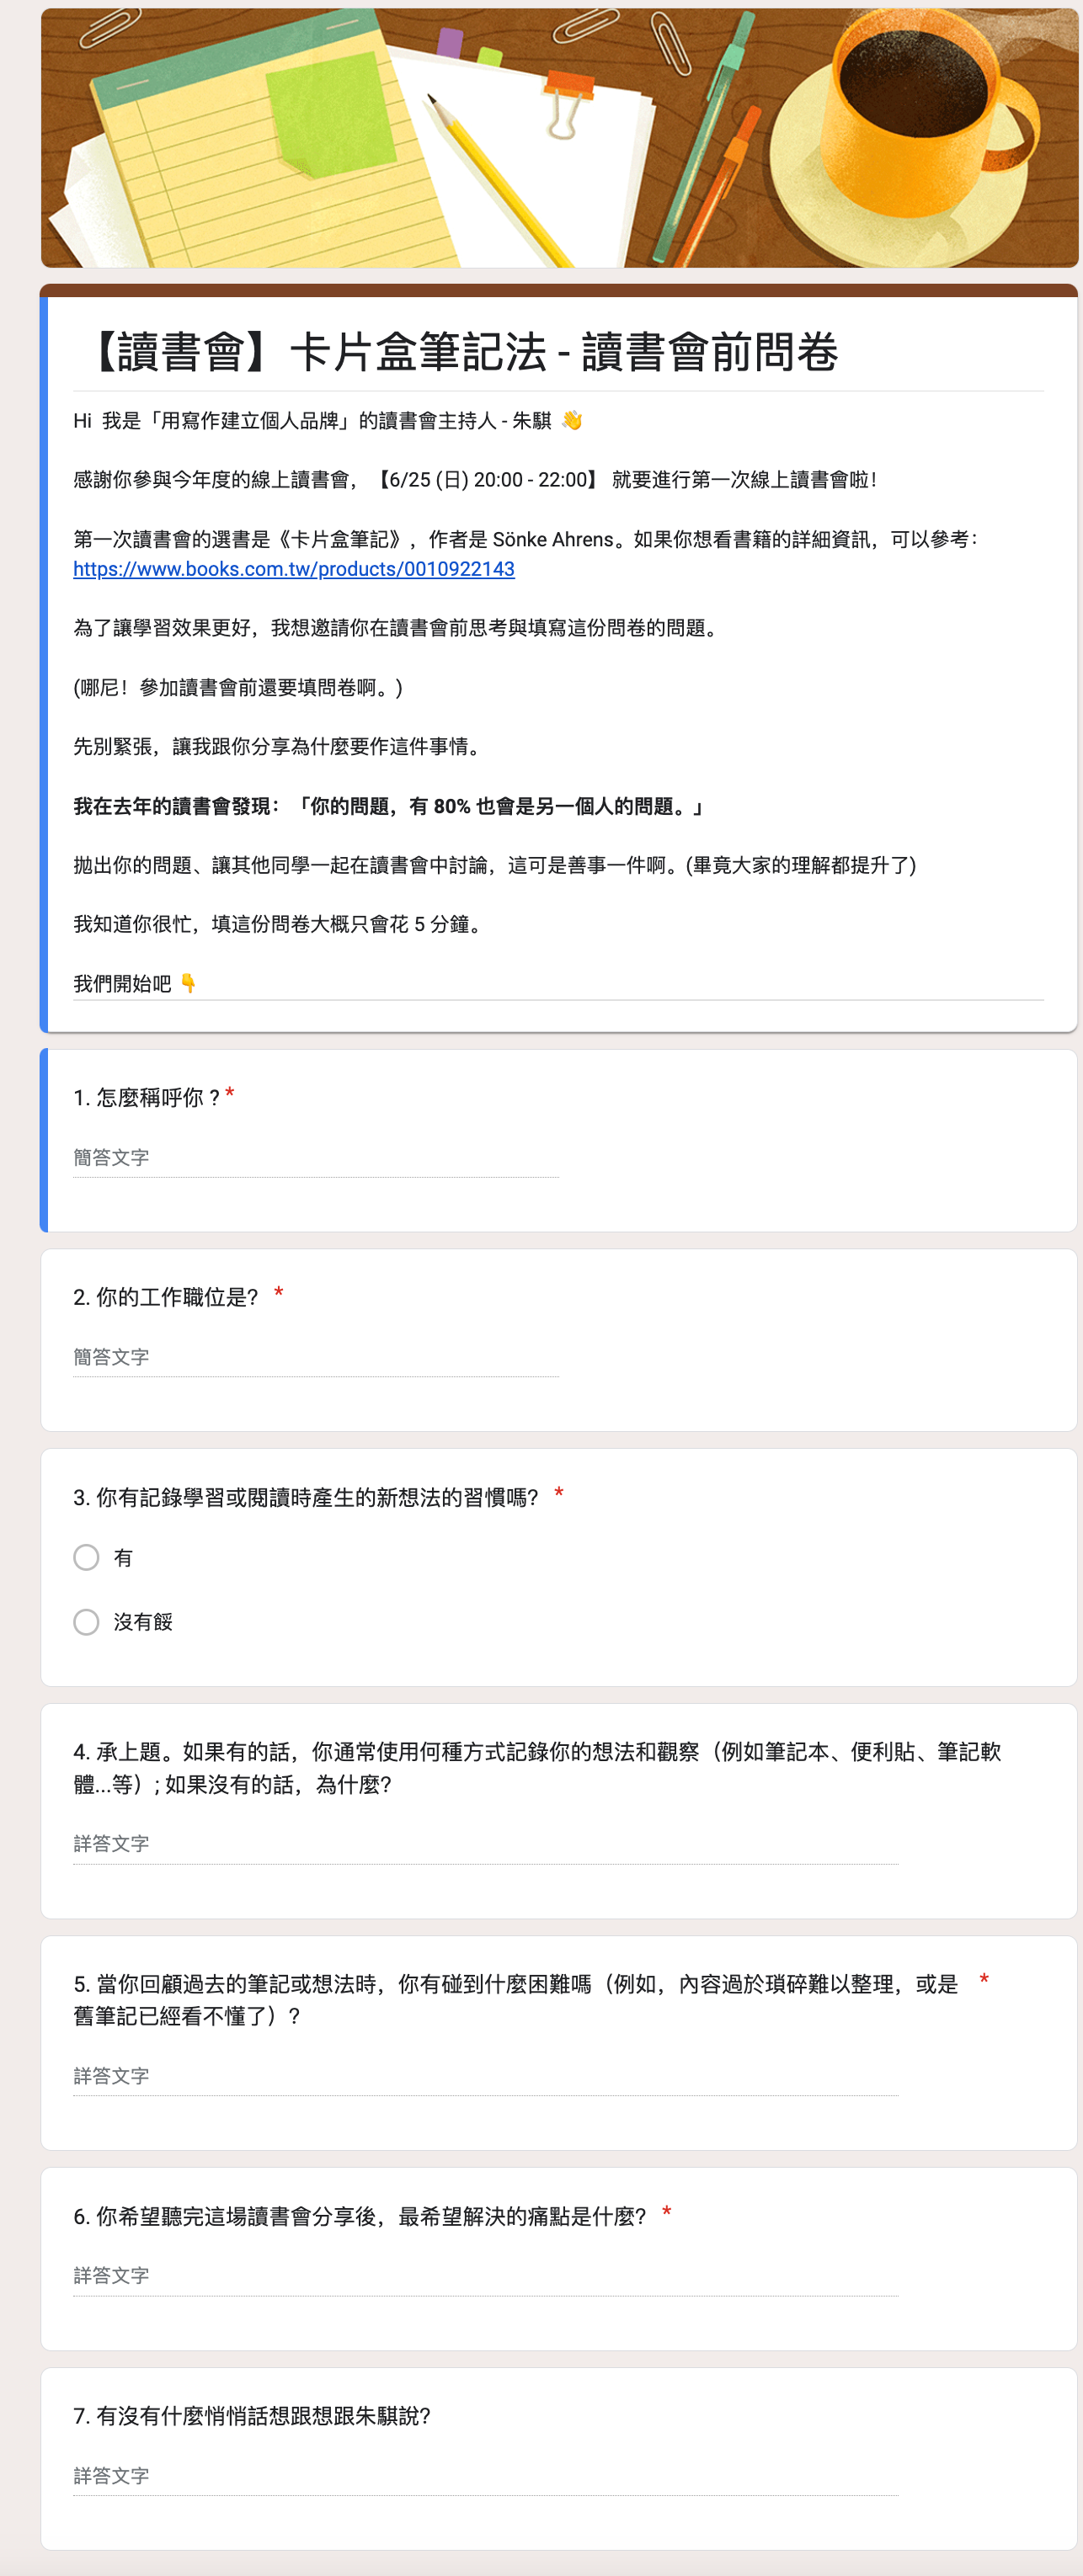 【讀書會】卡片盒筆記法 - 讀書會前問卷
Hi 我是「用寫作建立個人品牌」的讀書會主持人 - 朱騏 👋
感謝你參與今年度的線上讀書會，【6/25 (日) 20:00 - 22:00】 就要進行第一次線上讀書會啦！
第一次讀書會的選書是《卡片盒筆記》，作者是 Sönke Ahrens。如果你想看書籍的詳細資訊，可以參考：
https://www.books.com.tw/products/0010922143
為了讓學習效果更好，我想邀請你在讀書會前思考與填寫這份問卷的問題。
(哪尼！參加讀書會前還要填問卷啊。)
先別緊張，讓我跟你分享為什麼要作這件事情。
我在去年的讀書會發現：「你的問題，有 80% 也會是另一個人的問題。」
拋出你的問題、讓其他同學一起在讀書會中討論，這可是善事一件啊。(畢竟大家的理解都提升了)
我知道你很忙，填這份問卷大概只會花 5 分鐘。
我們開始吧 👇
1. 怎麼稱呼你 ? *
簡答文字
2. 你的工作職位是? *
簡答文字
3. 你有記錄學習或閱讀時產生的新想法的習慣嗎? *
有
沒有餒
4. 承上題。如果有的話，你通常使用何種方式記錄你的想法和觀察（例如筆記本、便利貼、筆記軟
體...等）; 如果沒有的話，為什麼?
詳答文字
5. 當你回顧過去的筆記或想法時，你有碰到什麼困難嗎（例如，內容過於瑣碎難以整理，或是 *
舊筆記已經看不懂了）?
詳答文字
6. 你希望聽完這場讀書會分享後，最希望解決的痛點是什麼? *
詳答文字
7. 有沒有什麼悄悄話想跟想跟朱騏說?
詳答文字